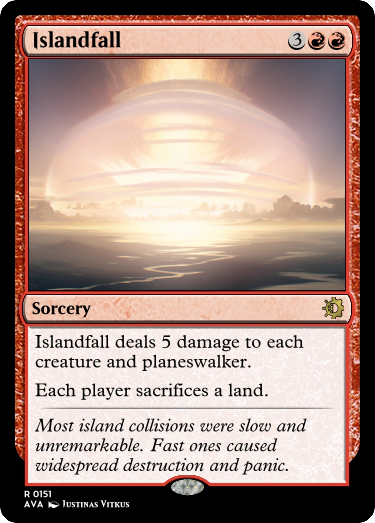 Islandfall 3
Sorcery
Islandfall deals 5 damage to each
creature and planeswalker.
Each player sacrifices a land.
Most island collisions were slow and
unremarkable. Fast ones caused
widespread destruction and panic.
R 0151
AVA Justinas Vitkus